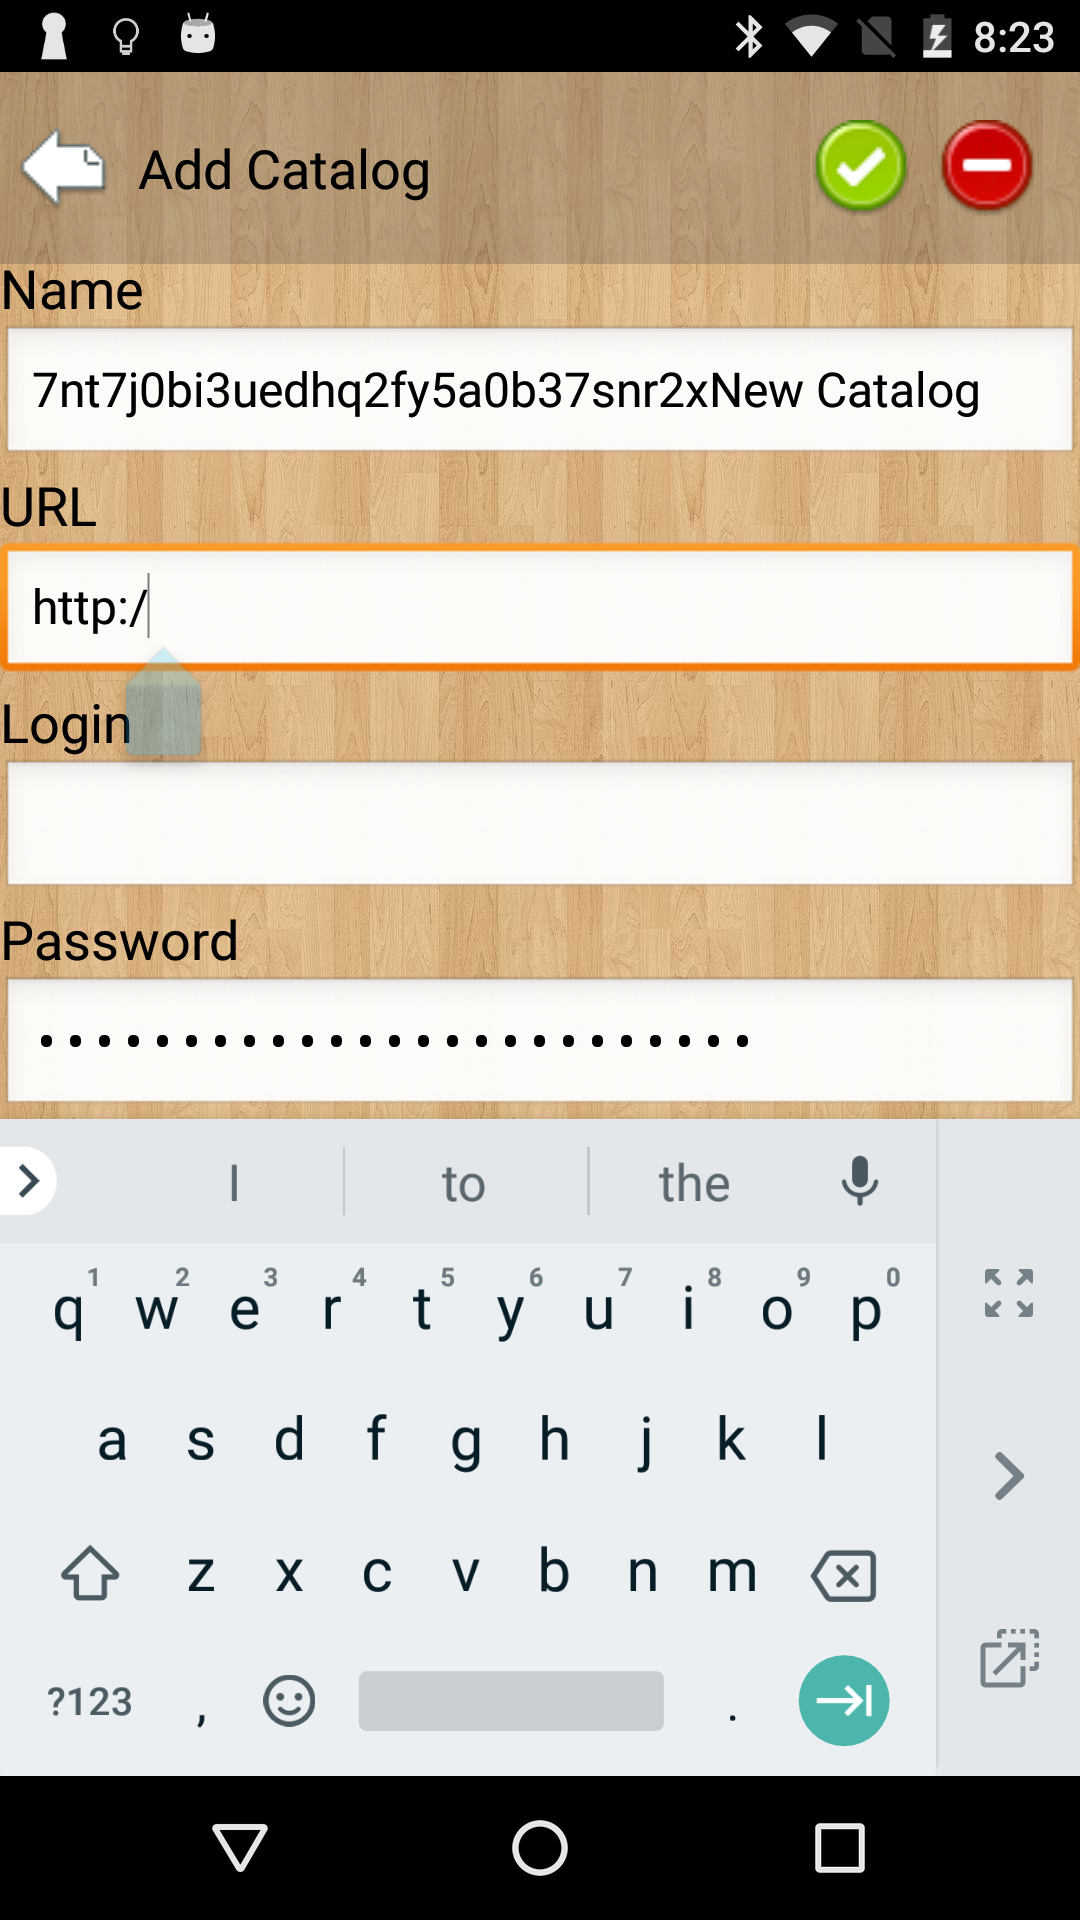 8:23
Add Catalog
Name
7nt7j0bi3uedhq2fy5a0b37snr2xNew Catalog
URL
http:/
Login
Password
•••••••••••••••••••••••••
I to the
1 2 3 4 5 6 7 8 9 0
q w e r t y u i o p
a s d f g h j k l
z x c v b n m
?123 , .